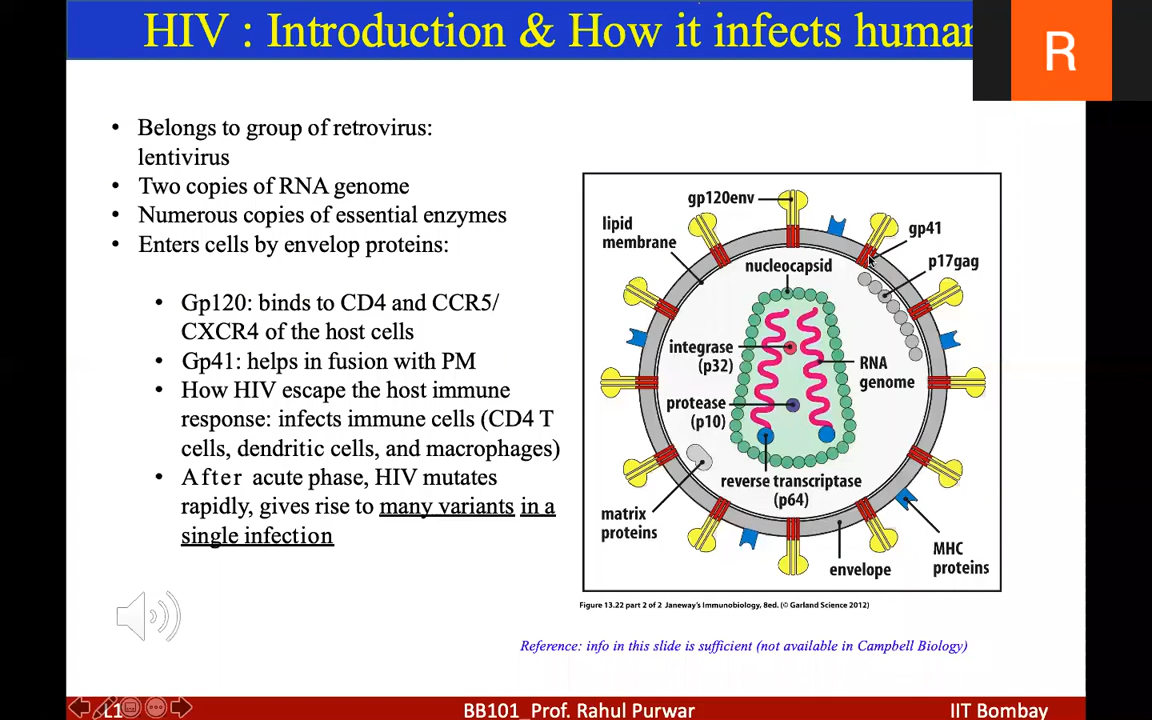 HIV : Introduction & How it infects human
R
• Belongs to group of retrovirus:
lentivirus
• Two copies of RNA genome
• Numerous copies of essential enzymes
• Enters cells by envelop proteins:
• Gp120: binds to CD4 and CCR5/
CXCR4 of the host cells
• Gp41: helps in fusion with PM
• How HIV escape the host immune
response: infects immune cells (CD4 T
cells, dendritic cells, and macrophages)
• After acute phase, HIV mutates
rapidly, gives rise to many variants in a
single infection
gp120env
lipid
membrane
gp41
p17gag
nucleocapsid
integrase
(p32)
RNA
genome
protease
(p10)
reverse transcriptase
(p64)
matrix
proteins
MHC
proteins
envelope
Figure 13.22 part 2 of 2 Janeway's Immunobiology, 8ed. (© Garland Science 2012)
Reference: info in this slide is sufficient (not available in Campbell Biology)
L1
BB101_Prof. Rahul Purwar
IIT Bombay